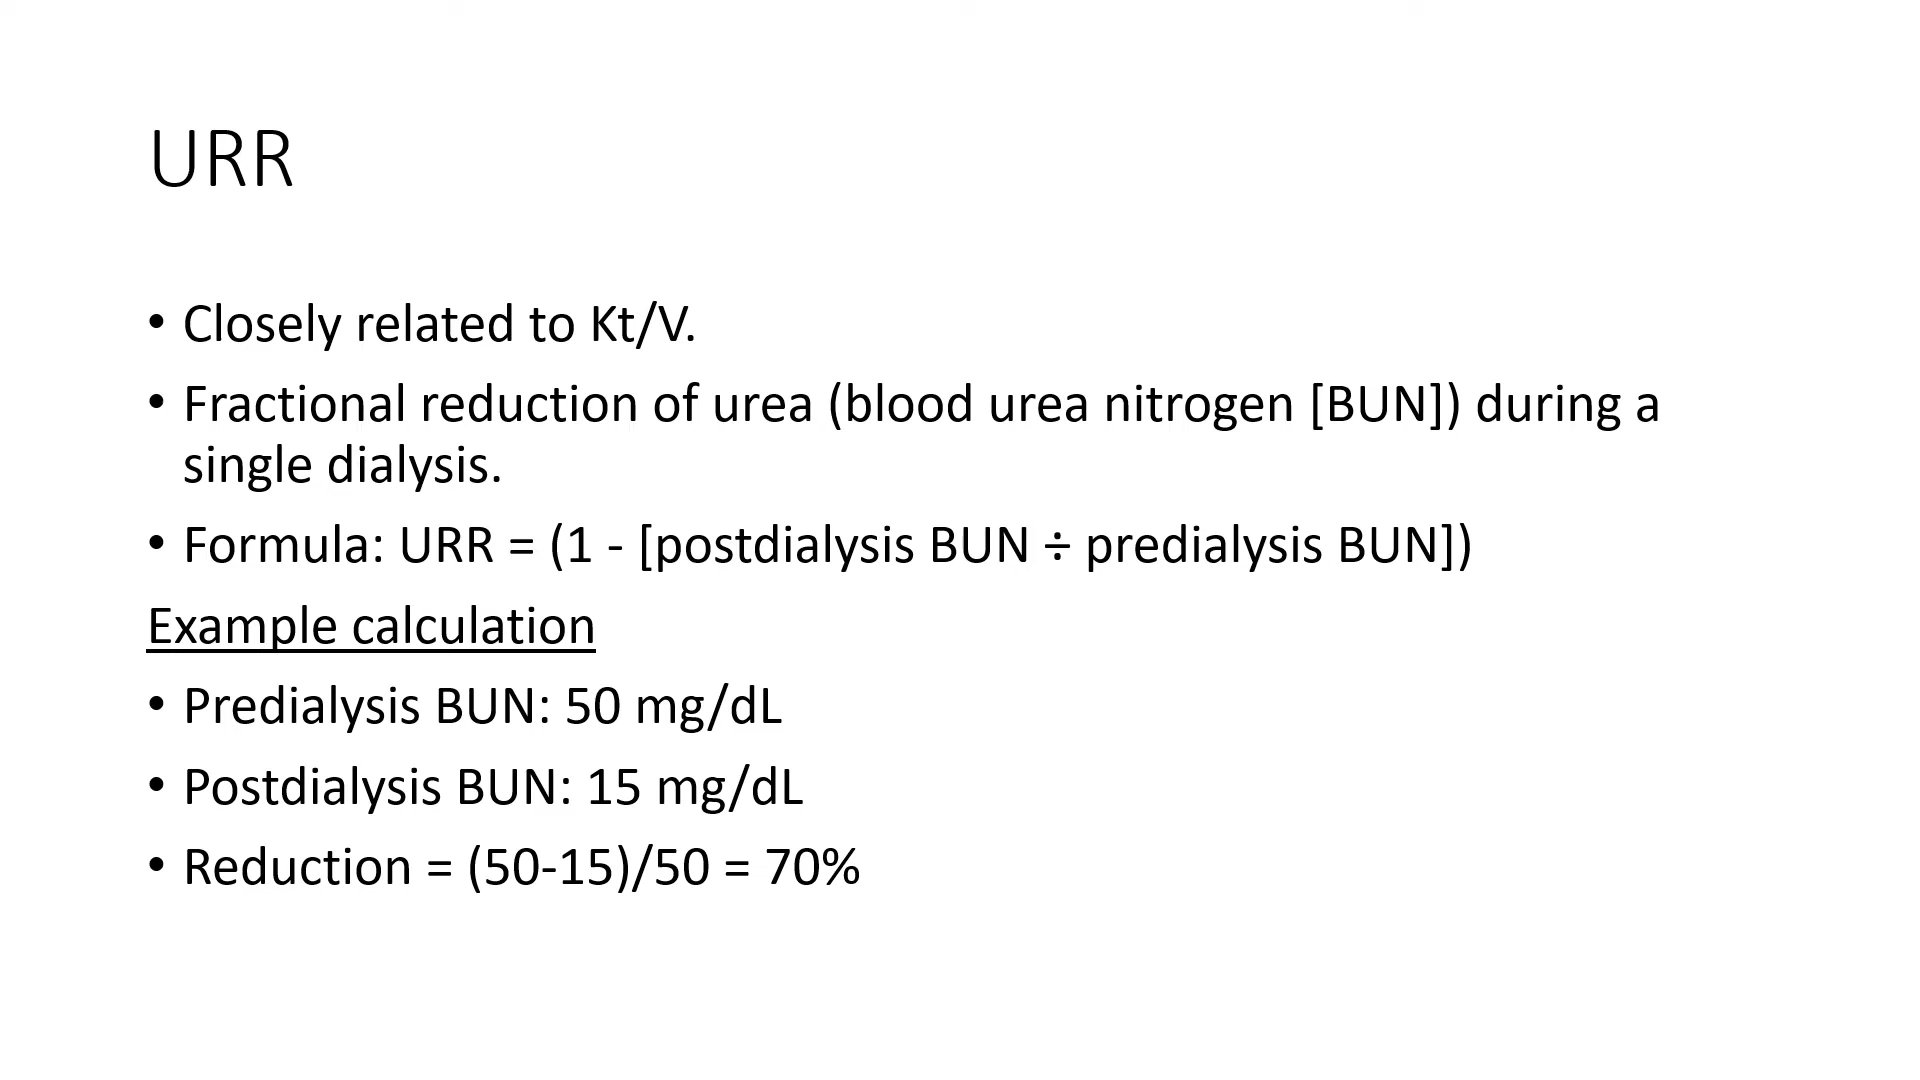 URR
• Closely related to Kt/V.
• Fractional reduction of urea (blood urea nitrogen [BUN]) during a
single dialysis.
• Formula: URR = (1 - [postdialysis BUN ÷ predialysis BUN])
Example calculation
• Predialysis BUN: 50 mg/dL
• Postdialysis BUN: 15 mg/dL
• Reduction = (50-15)/50 = 70%